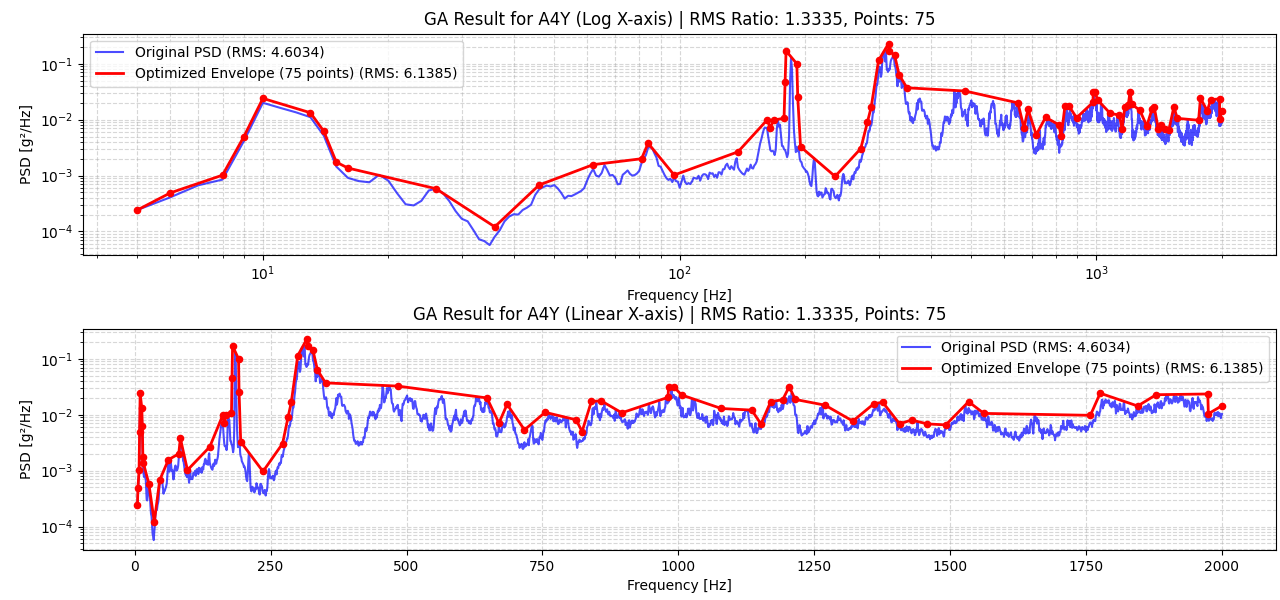 GA Result for A4Y (Log X-axis) | RMS Ratio: 1.3335, Points: 75
Original PSD (RMS: 4.6034)
Optimized Envelope (75 points) (RMS: 6.1385)
PSD [g²/Hz]
10⁻¹
10⁻²
10⁻³
10⁻⁴
10¹ 10² 10³
Frequency [Hz]
GA Result for A4Y (Linear X-axis) | RMS Ratio: 1.3335, Points: 75
Original PSD (RMS: 4.6034)
Optimized Envelope (75 points) (RMS: 6.1385)
PSD [g²/Hz]
10⁻¹
10⁻²
10⁻³
10⁻⁴
0 250 500 750 1000 1250 1500 1750 2000
Frequency [Hz]